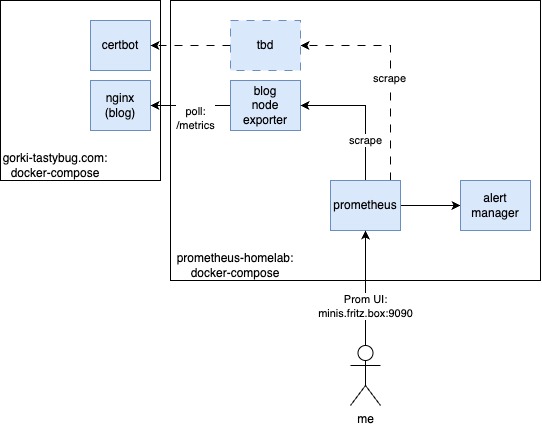 certbot
tbd
scrape
nginx
(blog)
poll:
/metrics
blog
node
exporter
scrape
gorki-tastybug.com:
docker-compose
prometheus
alert
manager
prometheus-homelab:
docker-compose
Prom UI:
minis.fritz.box:9090
me